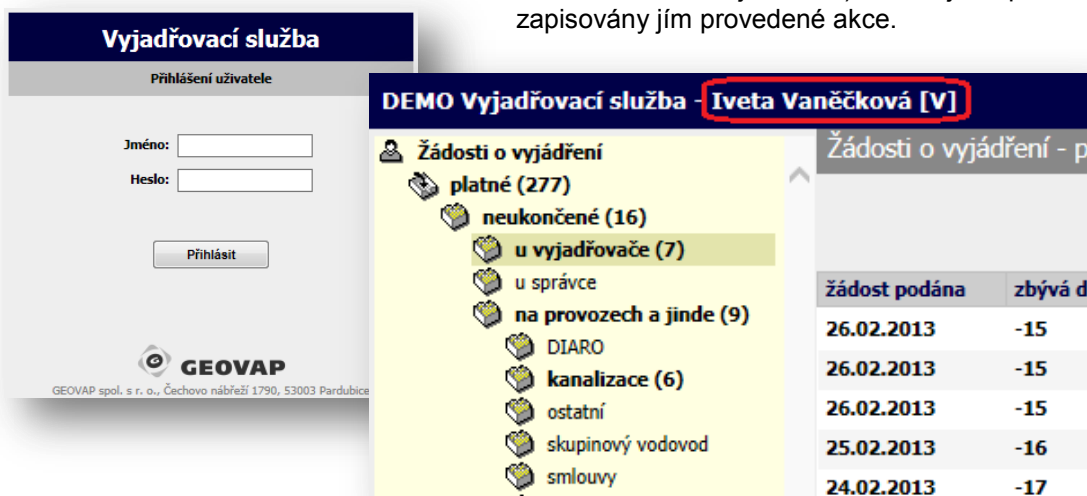 zapisovány jím provedené akce.
Vyjadřovací služba
Přihlášení uživatele
Jméno:
Heslo:
Přihlásit
GEOVAP
GEOVAP spol. s r. o., Čechovo nábřeží 1790, 53003 Pardubice
DEMO Vyjadřovací služba - Iveta Vaněčková [V]
Žádosti o vyjádření
platné (277)
neukončené (16)
u vyjadřovače (7)
u správce
na provozech a jinde (9)
DIARO
kanalizace (6)
ostatní
skupinový vodovod
smlouvy
Žádosti o vyjádření - p
žádost podána zbývá d
26.02.2013 -15
26.02.2013 -15
26.02.2013 -15
25.02.2013 -16
24.02.2013 -17